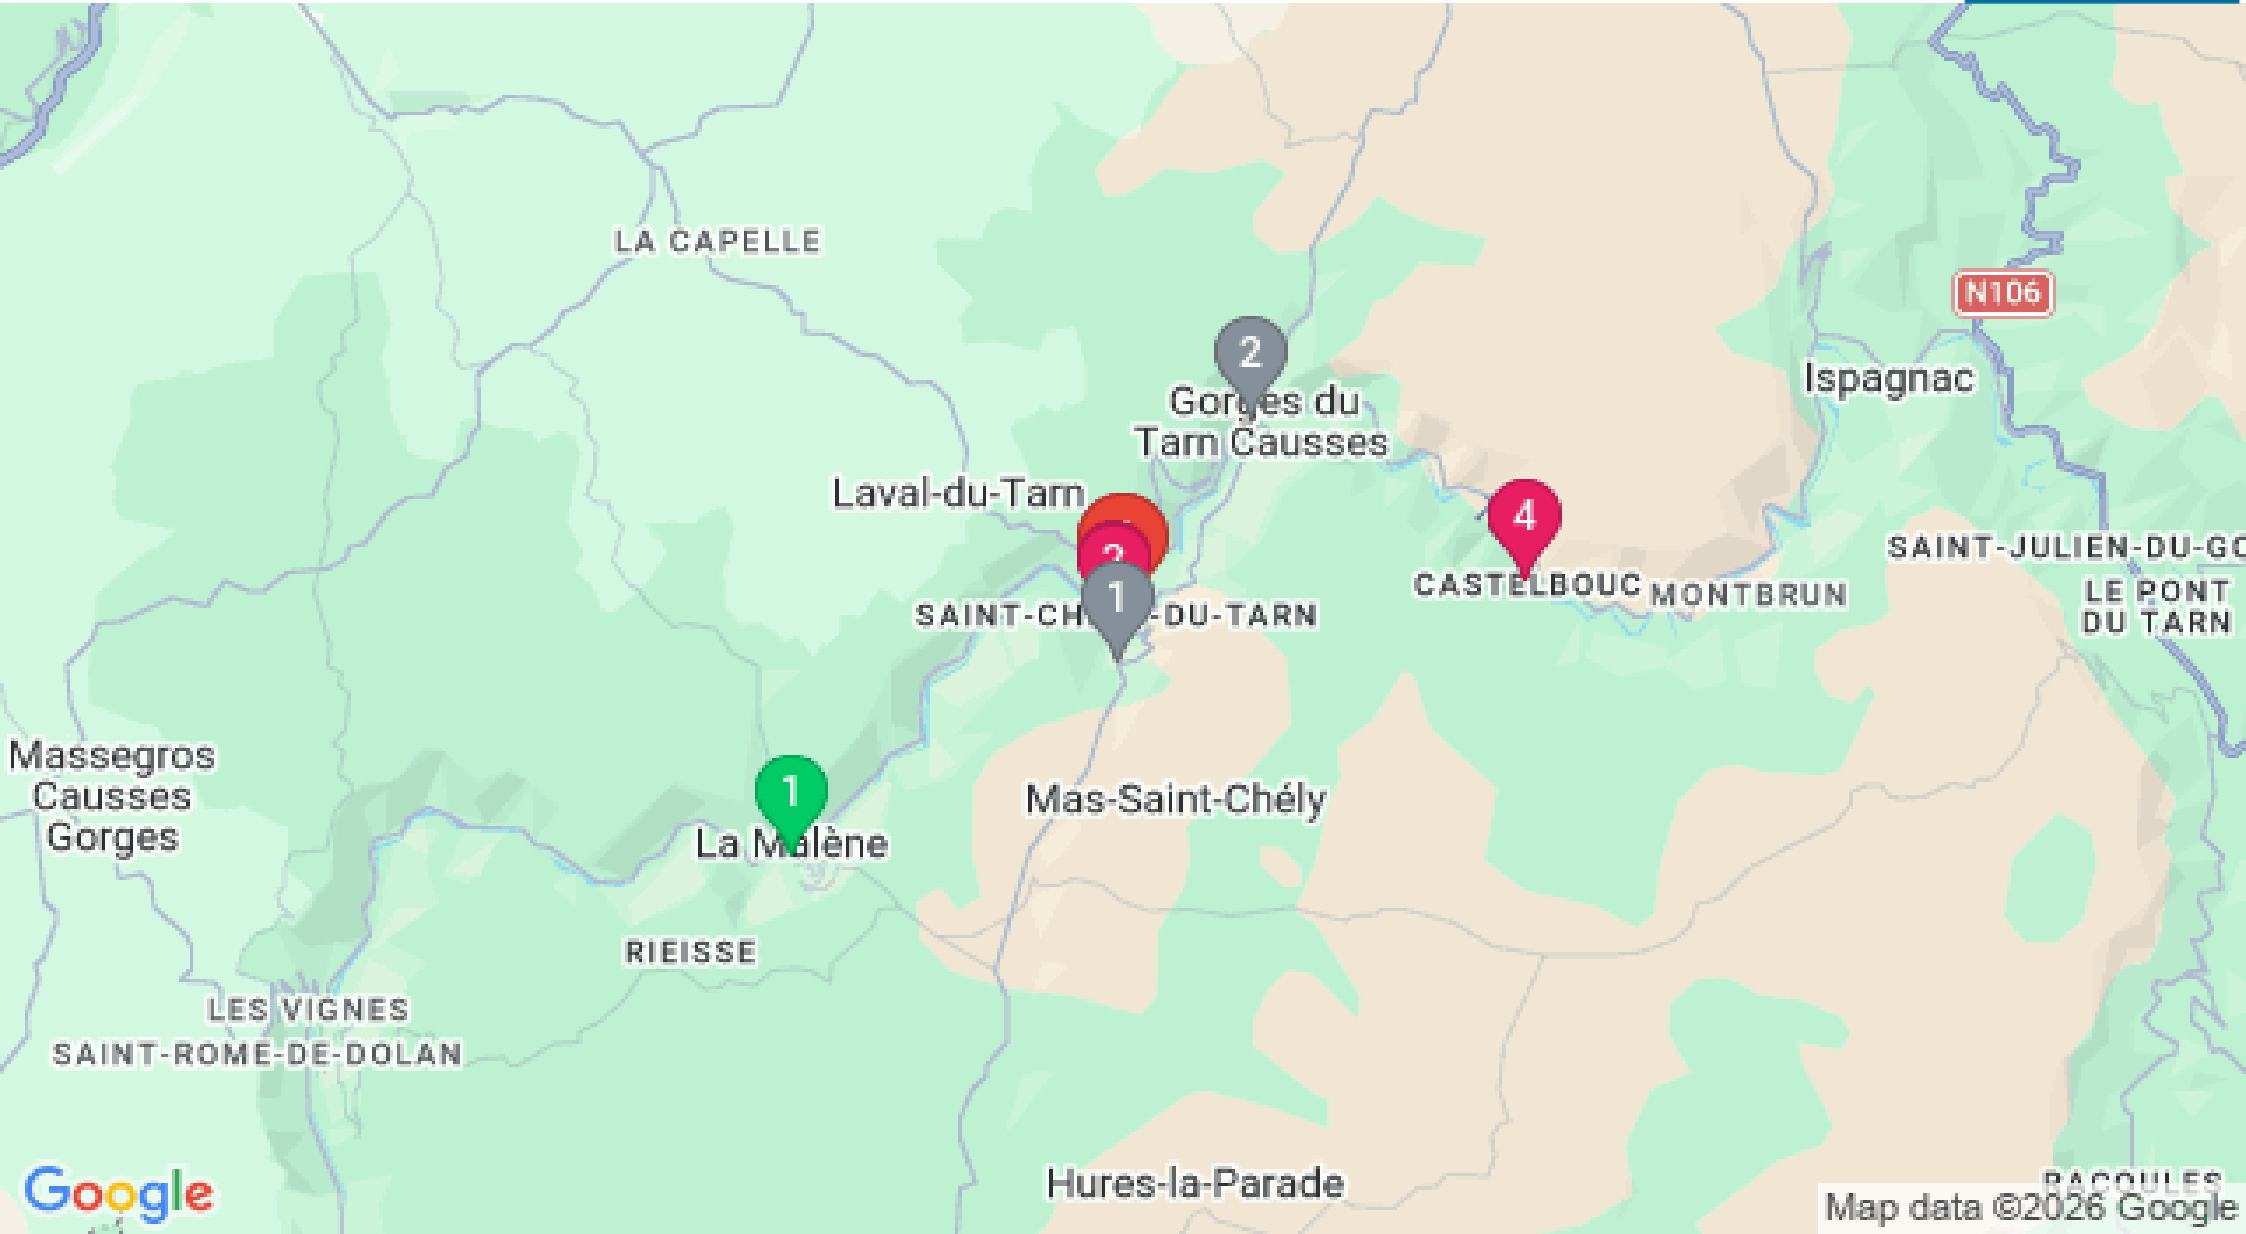 LA CAPELLE
N106
2
Ispagnac
Gorges du
Tarn Causses
Laval-du-Tarn
4
SAINT-JULIEN-DU-GO
CASTELBOUC
MONTBRUN
LE PONT
DU TARN
1
-DU-TARN
Massegros
Causses
Gorges
1
Mas-Saint-Chély
La Malène
RIEISSE
LES VIGNES
SAINT-ROME-DE-DOLAN
Hures-la-Parade
Google
Map data ©2026 Google